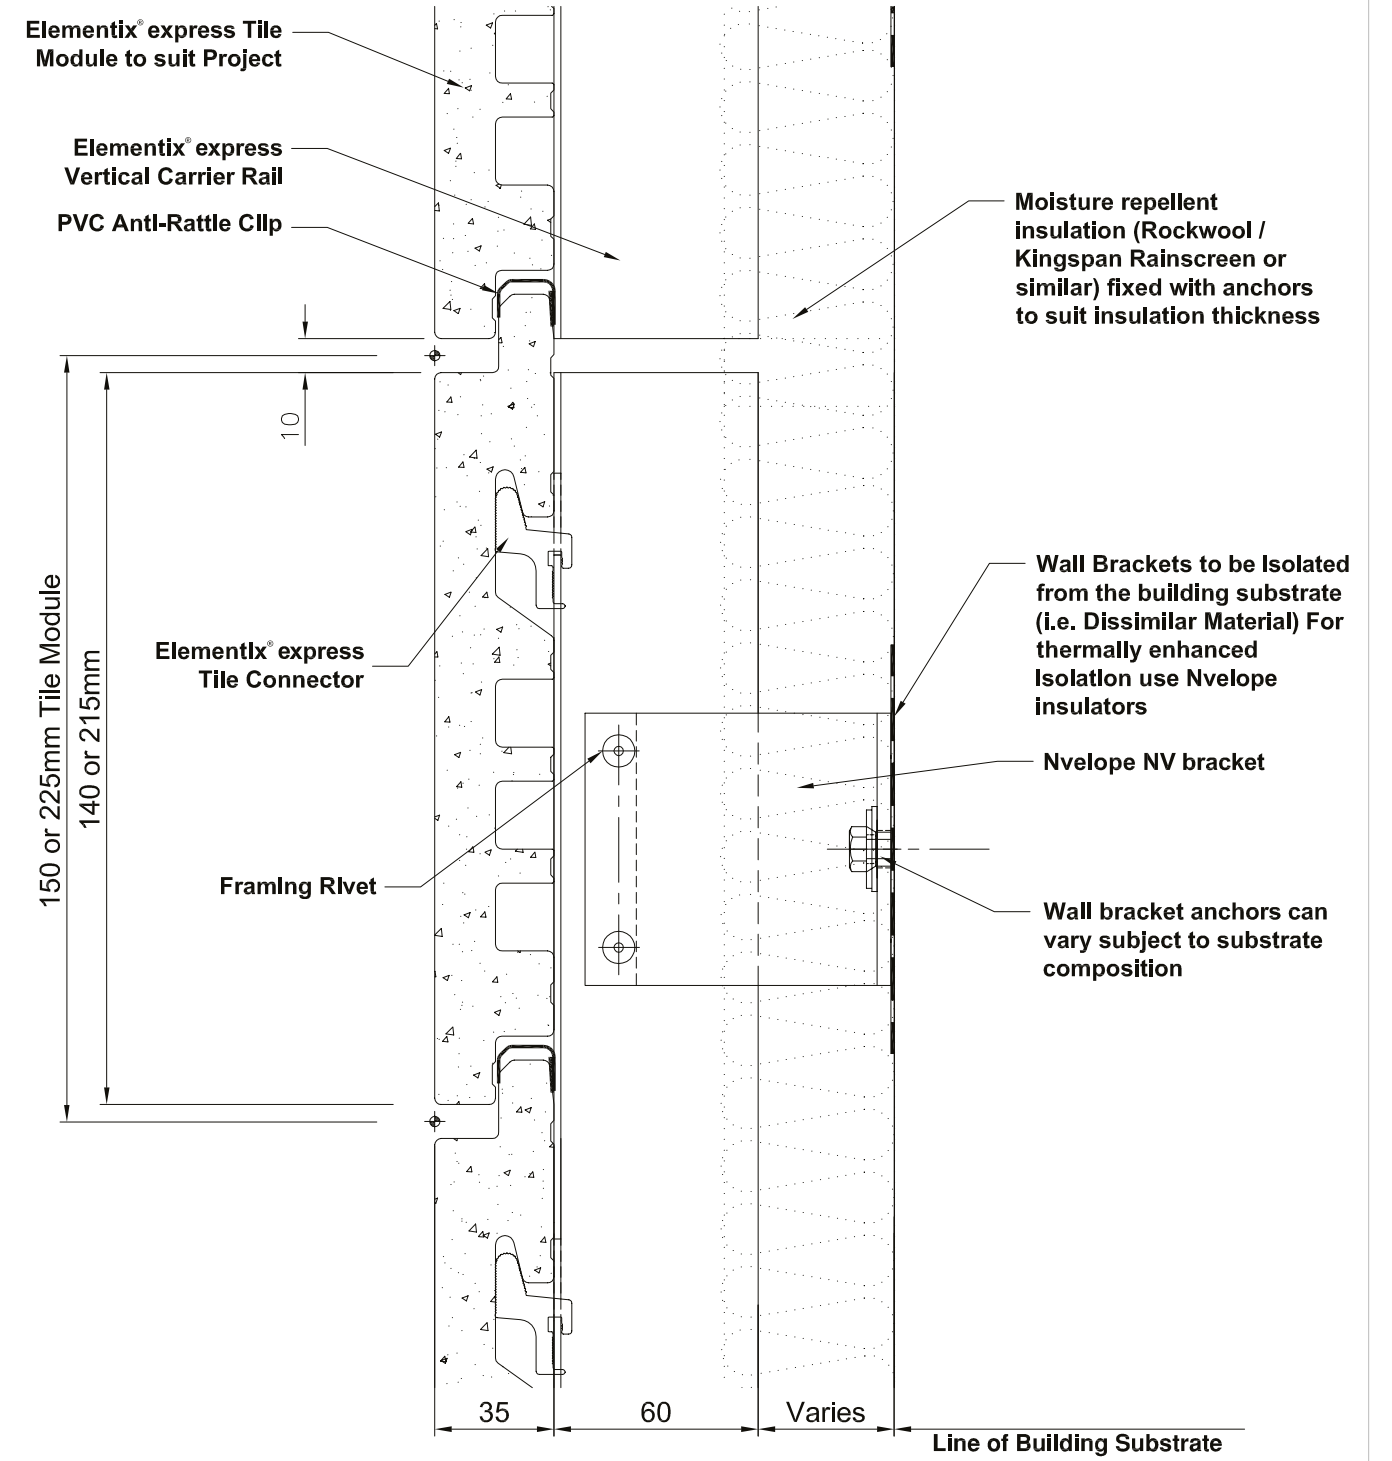 Elementix® express Tile
Module to suit Project
Elementix® express
Vertical Carrier Rail
PVC Anti-Rattle Clip
Moisture repellent
insulation (Rockwool /
Kingspan Rainscreen or
similar) fixed with anchors
to suit insulation thickness
10
Wall Brackets to be Isolated
from the building substrate
(i.e. Dissimilar Material) For
thermally enhanced
Isolation use Nvelope
insulators
150 or 225mm Tile Module
140 or 215mm
Elementix® express
Tile Connector
Nvelope NV bracket
Framing Rivet
Wall bracket anchors can
vary subject to substrate
composition
35
60
Varies
Line of Building Substrate